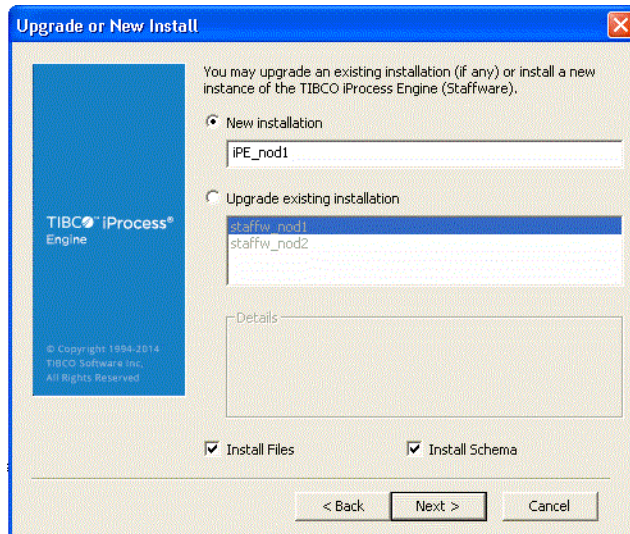 Upgrade or New Install
You may upgrade an existing installation (if any) or install a new
instance of the TIBCO iProcess Engine (Staffware).
New installation
iPE_nod1
Upgrade existing installation
staffw_nod1
staffw_nod2
TIBCO™ iProcess®
Engine
Details
© Copyright 1994-2014
TIBCO Software Inc,
All Rights Reserved
Install Files
Install Schema
< Back
Next >
Cancel